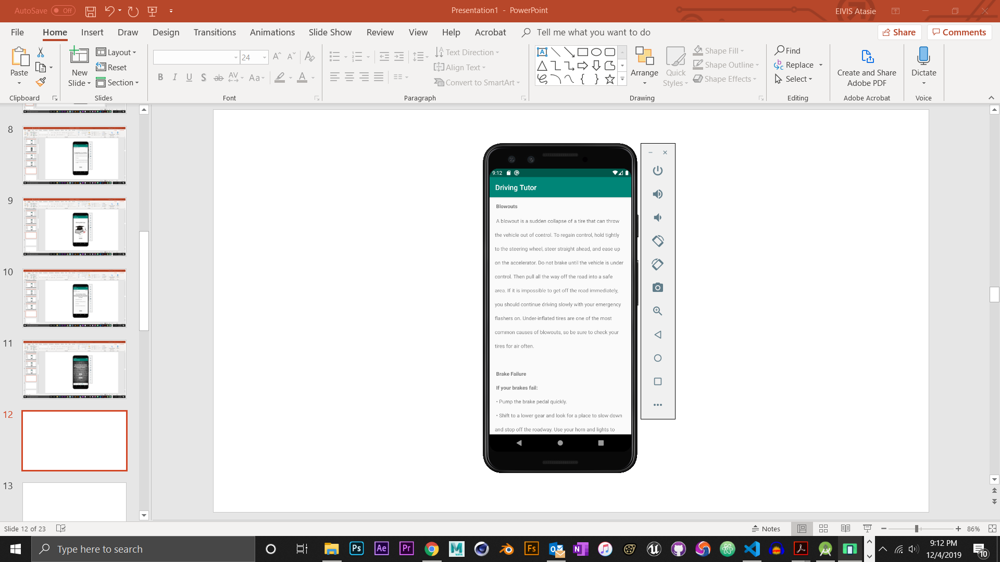 AutoSave Off
Presentation1 - PowerPoint
ElVIS Atasie
File Home Insert Draw Design Transitions Animations Slide Show Review View Help Acrobat Tell me what you want to do Share Comments
Paste
New Slide
Layout
Reset
Section
24
Text Direction
Align Text
Convert to SmartArt
Arrange
Quick Styles
Shape Fill
Shape Outline
Shape Effects
Find
Replace
Select
Create and Share Adobe PDF
Dictate
Clipboard Slides Font Paragraph Drawing Editing Adobe Acrobat Voice
8
9
10
11
12
13
9:12
Driving Tutor
Blowouts
A blowout is a sudden collapse of a tire that can throw
the vehicle out of control. To regain control, hold tightly
to the steering wheel, steer straight ahead, and ease up
on the accelerator. Do not brake until the vehicle is under
control. Then pull all the way off the road into a safe
area. If it is impossible to get off the road immediately,
you should continue driving slowly with your emergency
flashers on. Under-inflated tires are one of the most
common causes of blowouts, so be sure to check your
tires for air often.
Brake Failure
If your brakes fail:
• Pump the brake pedal quickly.
• Shift to a lower gear and look for a place to slow down
and stop off the roadway. Use your horn and lights to
Slide 12 of 23
Notes
86%
Type here to search
9:12 PM
12/4/2019
10